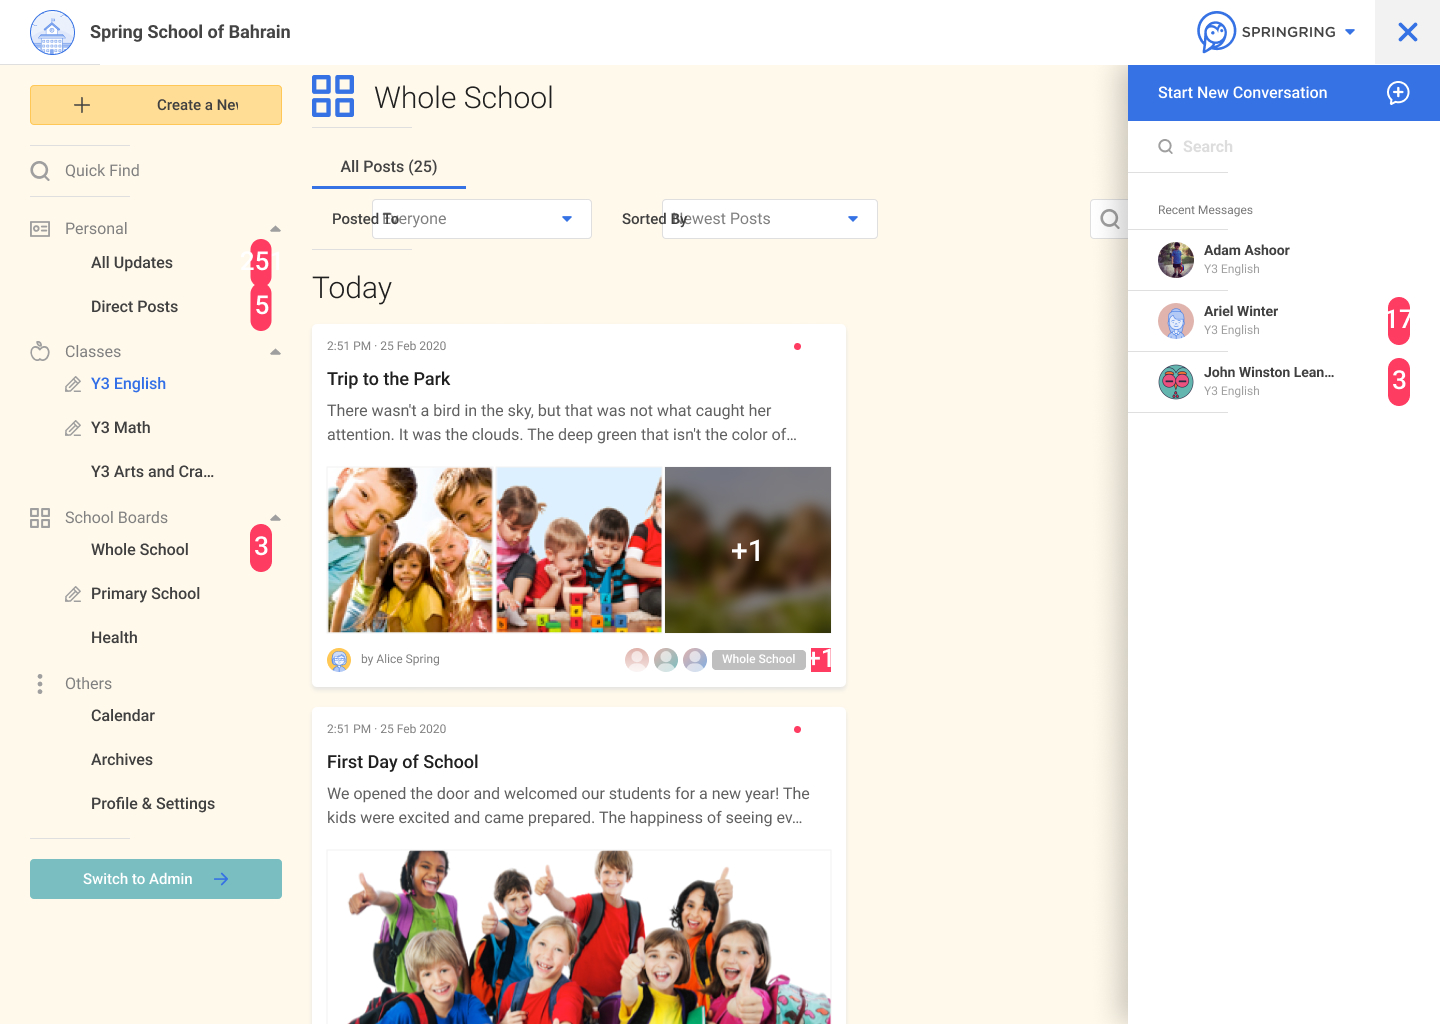 Spring School of Bahrain
SPRINGRING
Create a Nev
Quick Find
Personal
All Updates
25
Direct Posts
5
Classes
Y3 English
Y3 Math
Y3 Arts and Cra...
School Boards
Whole School
3
Primary School
Health
Others
Calendar
Archives
Profile & Settings
Switch to Admin
Whole School
All Posts (25)
Posted To
Everyone
Sorted By
Newest Posts
Today
2:51 PM · 25 Feb 2020
Trip to the Park
There wasn't a bird in the sky, but that was not what caught her
attention. It was the clouds. The deep green that isn't the color of...
+1
by Alice Spring
Whole School
+1
2:51 PM · 25 Feb 2020
First Day of School
We opened the door and welcomed our students for a new year! The
kids were excited and came prepared. The happiness of seeing ev...
Start New Conversation
Search
Recent Messages
Adam Ashoor
Y3 English
Ariel Winter
Y3 English
17
John Winston Lean...
Y3 English
3